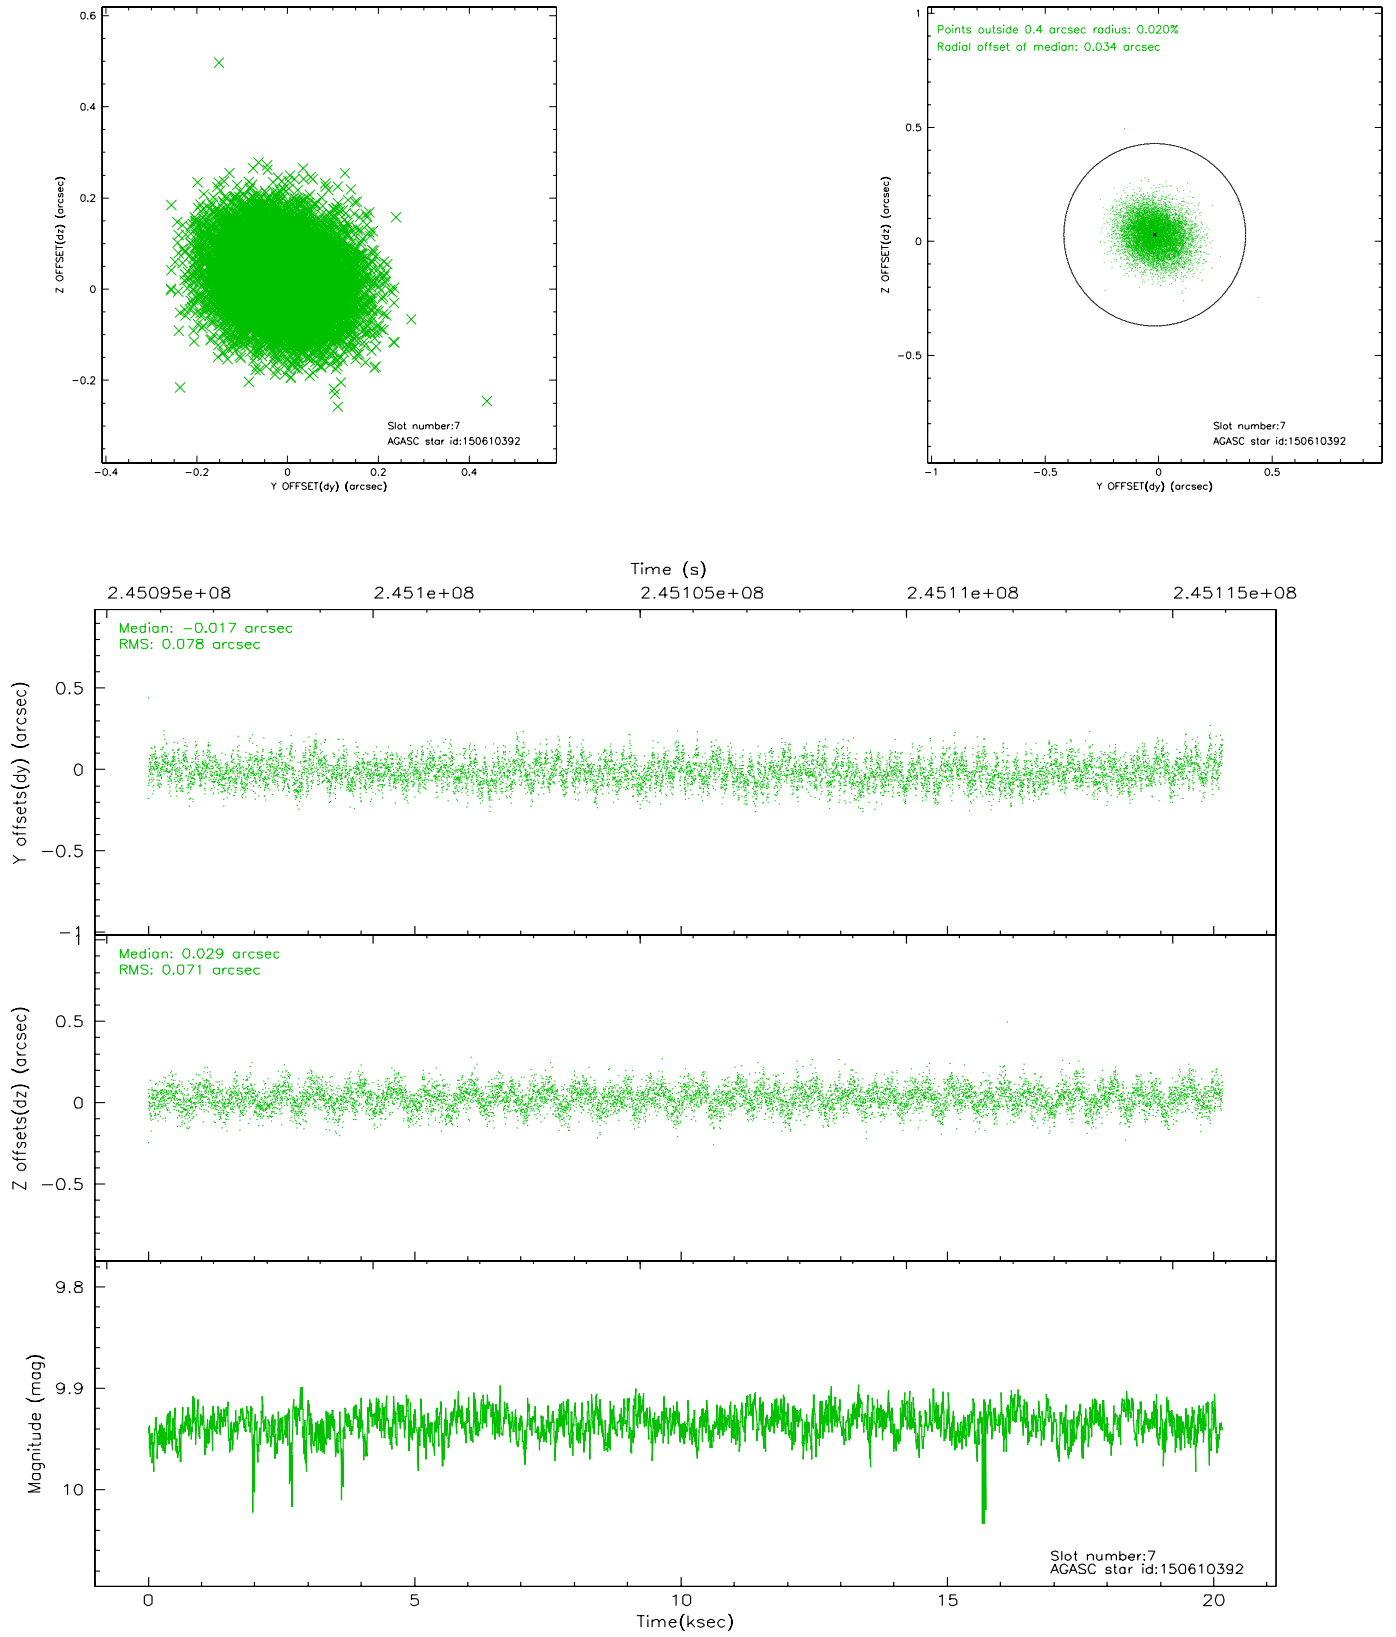 0.6
0.4
0.2
0
−0.2
Z OFFSET(dz) (arcsec)
−0.4
−0.2
0
0.2
0.4
Y OFFSET(dy) (arcsec)
Slot number:7
AGASC star id:150610392
Points outside 0.4 arcsec radius: 0.020%
Radial offset of median: 0.034 arcsec
1
0.5
0
−0.5
Z OFFSET(dz) (arcsec)
−1
−0.5
0
0.5
Y OFFSET(dy) (arcsec)
Slot number:7
AGASC star id:150610392
Time (s)
2.45095e+08
2.451e+08
2.45105e+08
2.4511e+08
2.45115e+08
Median: −0.017 arcsec
RMS: 0.078 arcsec
0.5
0
−0.5
−1
Y offsets(dy) (arcsec)
Median: 0.029 arcsec
RMS: 0.071 arcsec
1
0.5
0
−0.5
Z offsets(dz) (arcsec)
9.8
9.9
10
Magnitude (mag)
Slot number:7
AGASC star id:150610392
0
5
10
15
20
Time(ksec)